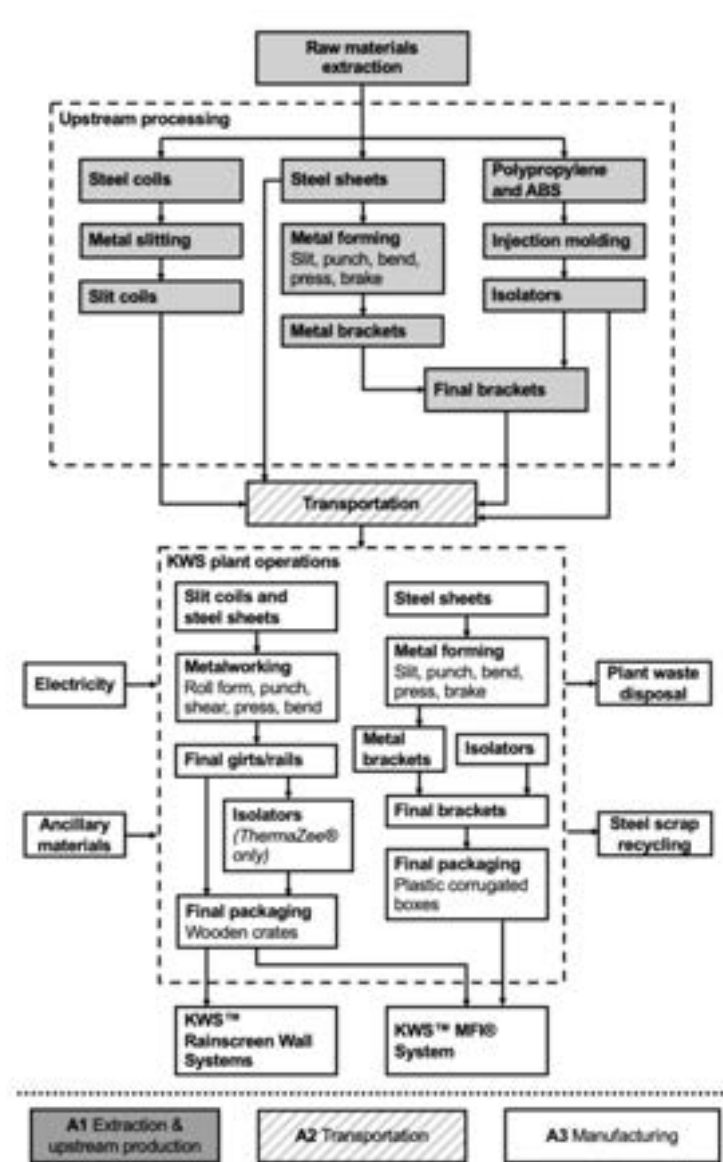 Raw materials
extraction
Upstream processing
Steel coils
Steel sheets
Polypropylene
and ABS
Metal slitting
Metal forming
Slit, punch, bend,
press, brake
Injection molding
Slit coils
Isolators
Metal brackets
Final brackets
Transportation
KWS plant operations
Slit coils and
steel sheets
Steel sheets
Metalworking
Roll form, punch,
shear, press, bend
Metal forming
Slit, punch, bend,
press, brake
Electricity
Plant waste
disposal
Metal
brackets
Isolators
Final girts/rails
Isolators
(ThermaZee®
only)
Final brackets
Ancillary
materials
Steel scrap
recycling
Final packaging
Plastic corrugated
boxes
Final packaging
Wooden crates
KWS™
Rainscreen Wall
Systems
KWS™ MFI®
System
A1 Extraction &
upstream production
A2 Transportation
A3 Manufacturing